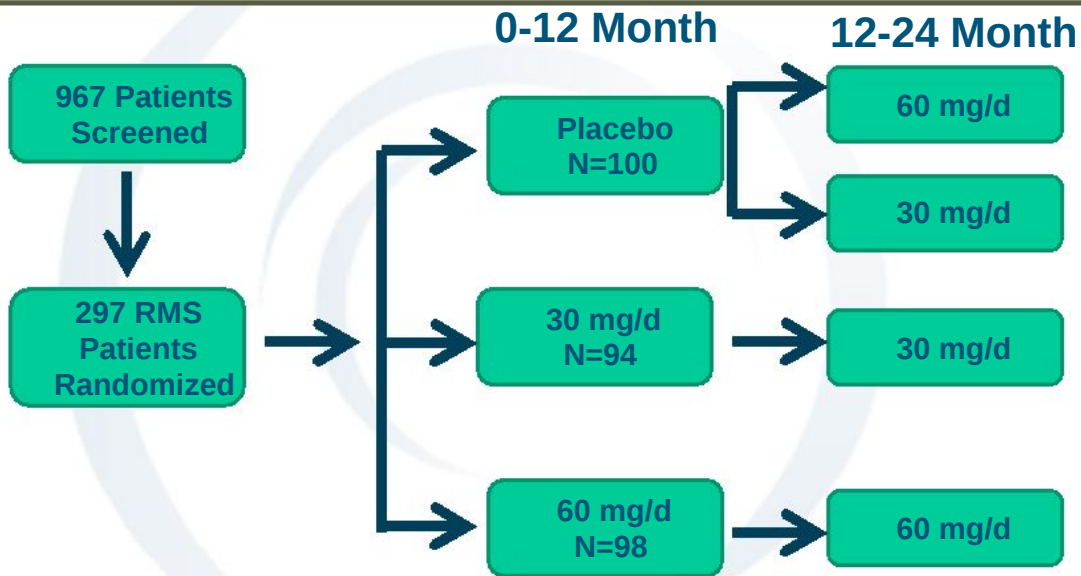 0-12 Month
12-24 Month
967 Patients
Screened
297 RMS
Patients
Randomized
Placebo
N=100
60 mg/d
30 mg/d
30 mg/d
N=94
30 mg/d
60 mg/d
N=98
60 mg/d